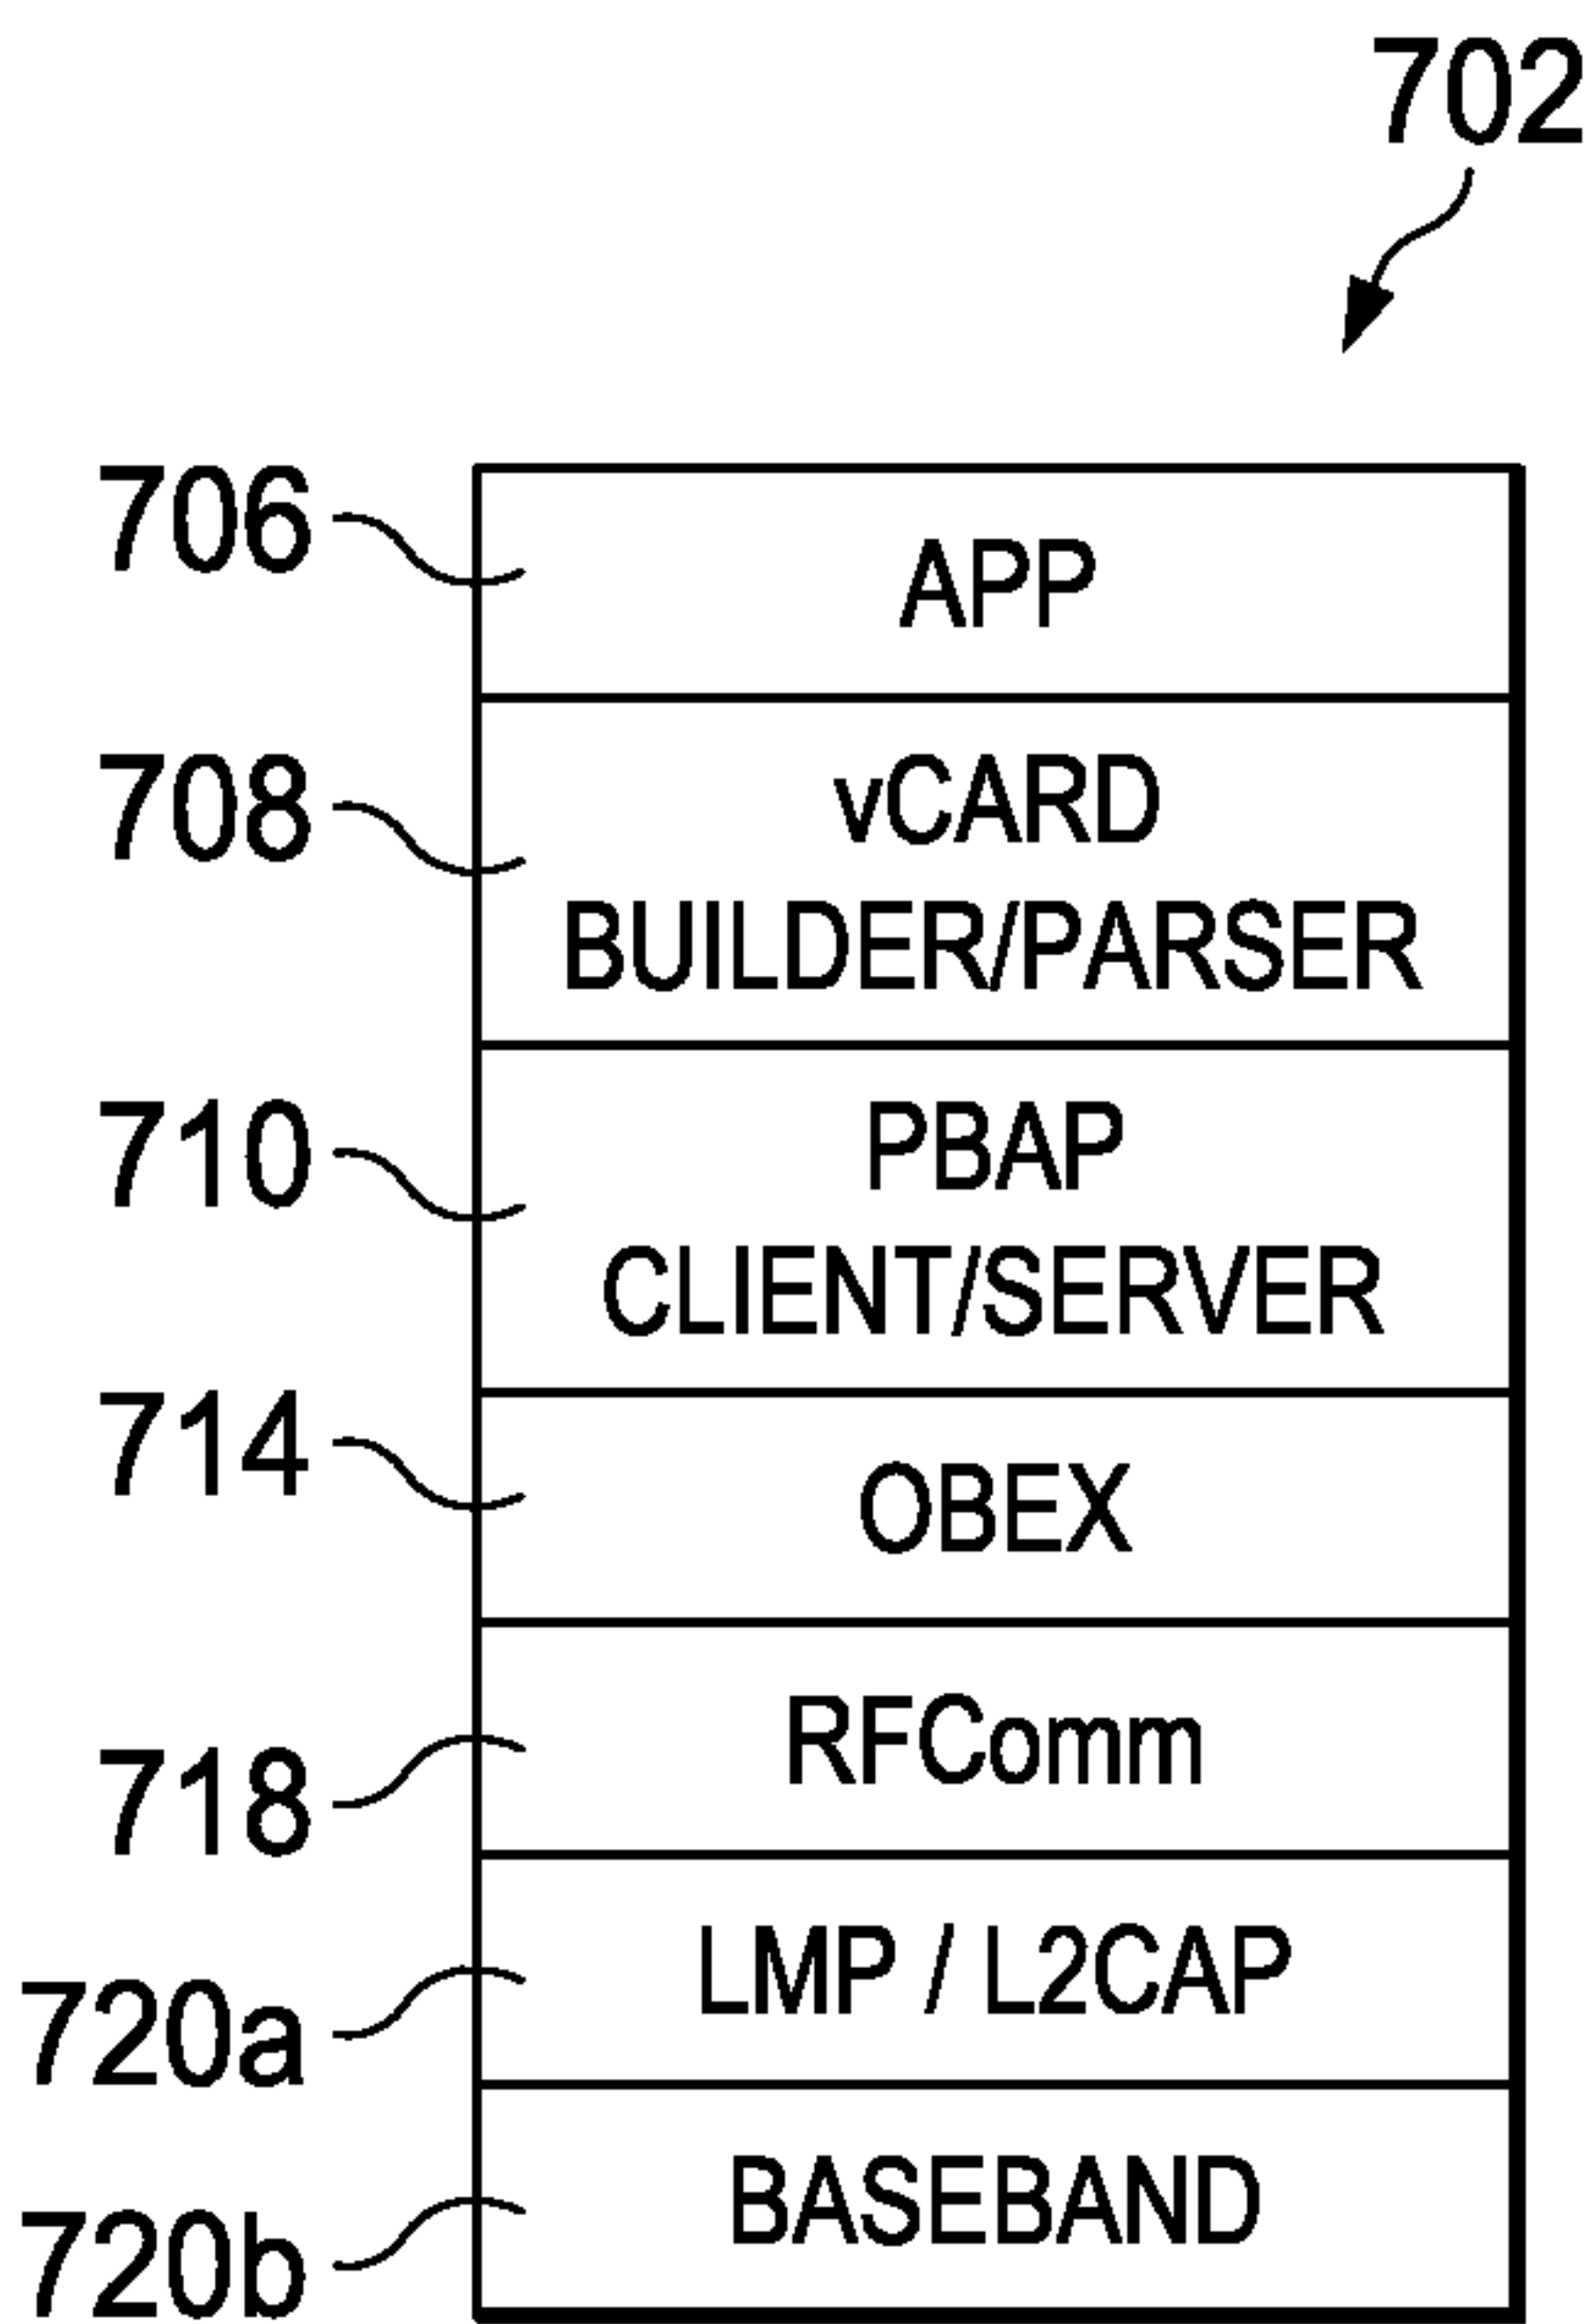 702
706
APP
708
vCARD
BUILDER/PARSER
710
PBAP
CLIENT/SERVER
714
OBEX
718
RFComm
720a
LMP / L2CAP
720b
BASEBAND